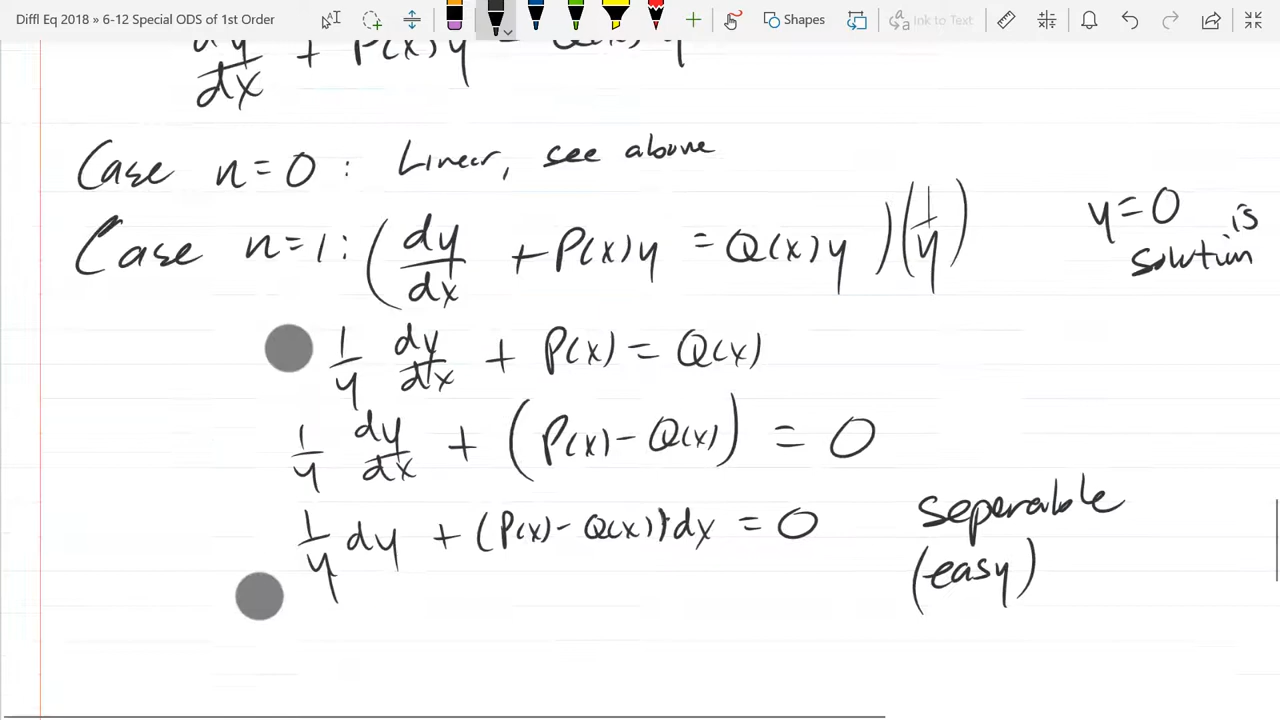 Diffl Eq 2018 » 6-12 Special ODS of 1st Order
Shapes
Ink to Text
dy/dx + P(x)y = Q(x) y
Case n=0 : Linear, see above
Case n=1: (dy/dx + P(x)y = Q(x)y)(1/y)
y=0 is solution
1/y dy/dx + P(x) = Q(x)
1/y dy/dx + (P(x) - Q(x)) = 0
1/y dy + (P(x) - Q(x)) dx = 0
seperable
(easy)